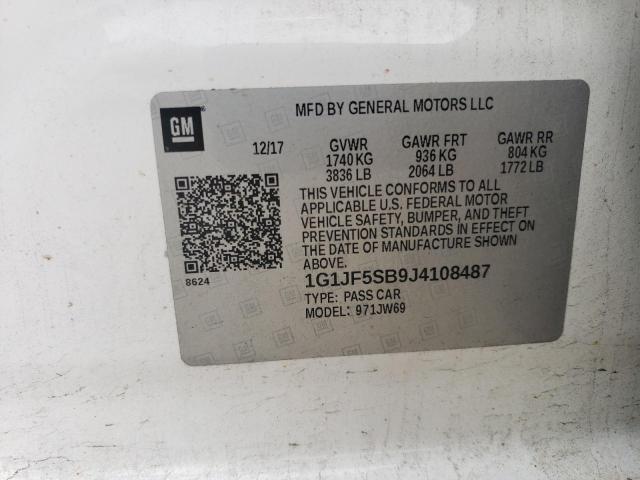 GM
MFD BY GENERAL MOTORS LLC
12/17 GVWR GAWR FRT GAWR RR
1740 KG 936 KG 804 KG
3836 LB 2064 LB 1772 LB
THIS VEHICLE CONFORMS TO ALL
APPLICABLE U.S. FEDERAL MOTOR
VEHICLE SAFETY, BUMPER, AND THEFT
PREVENTION STANDARDS IN EFFECT ON
THE DATE OF MANUFACTURE SHOWN
ABOVE.
8624
1G1JF5SB9J4108487
TYPE: PASS CAR
MODEL: 971JW69